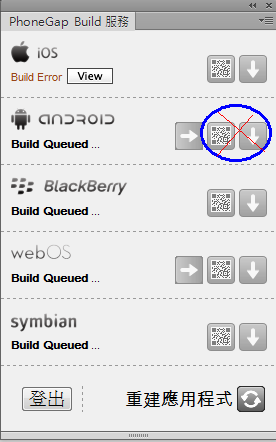 PhoneGap Build 服務
iOS
Build Error View
android
Build Queued ...
BlackBerry
Build Queued ...
webOS
Build Queued ...
symbian
Build Queued ...
登出 重建應用程式